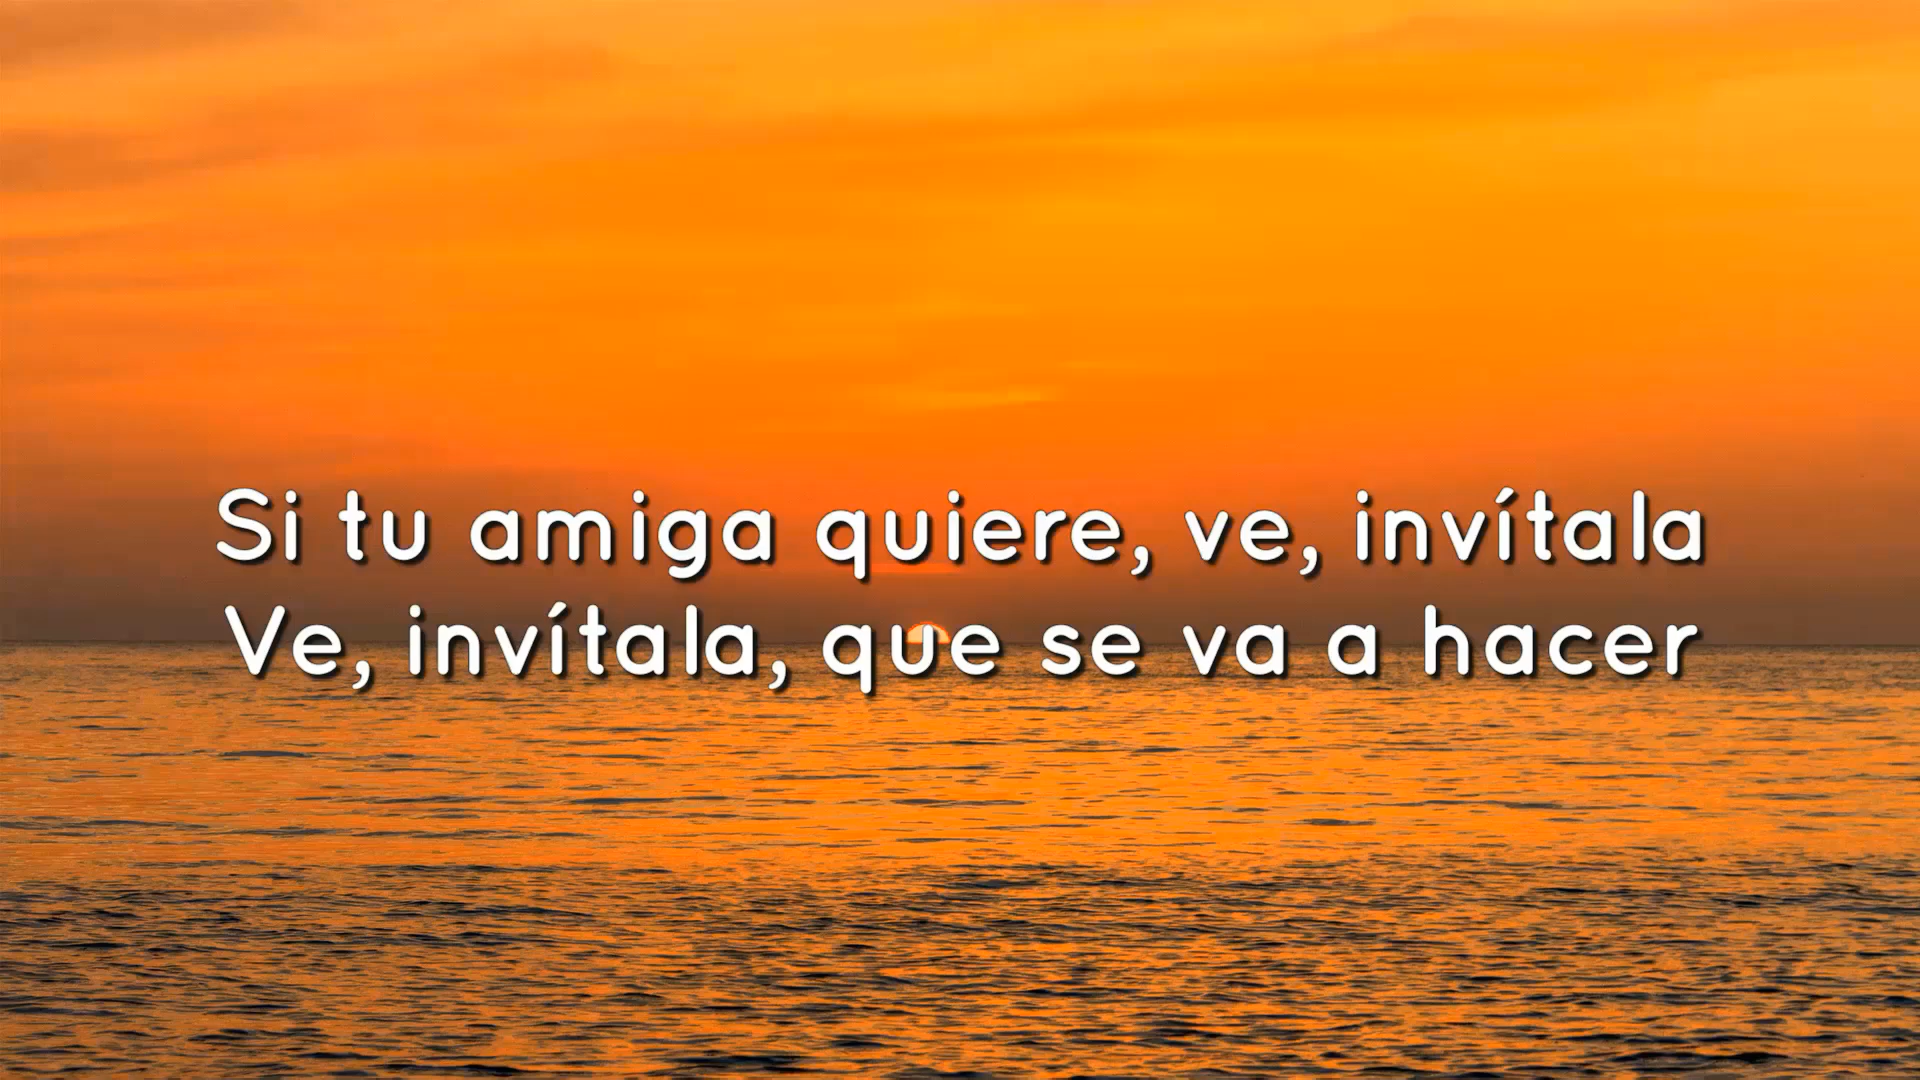 Si tu amiga quiere, ve, invítala
Ve, invítala, que se va a hacer